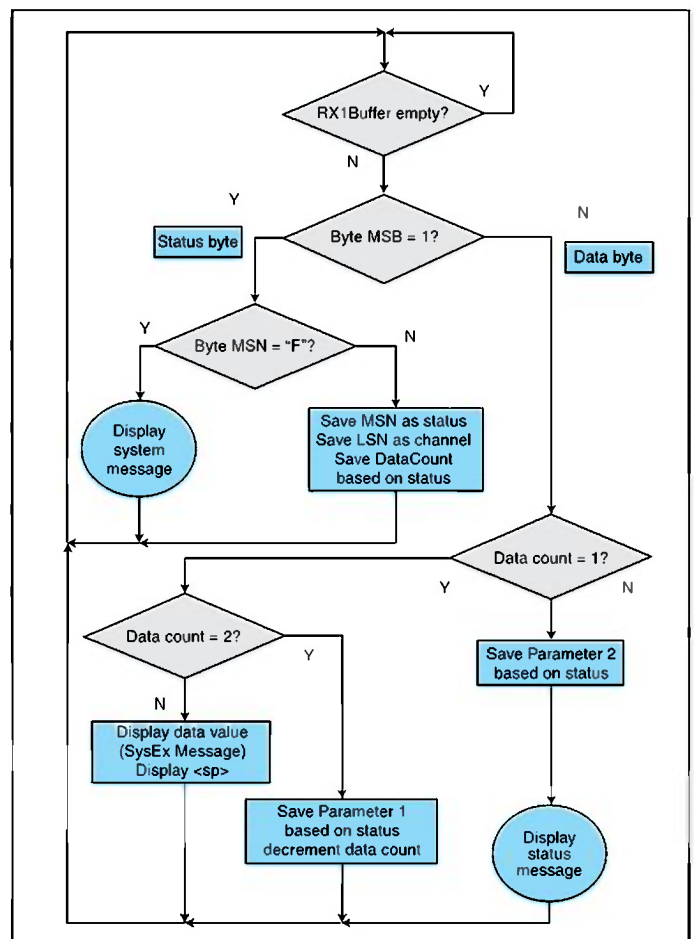 Y
RX1Buffer empty?
N
Y
N
Status byte
Byte MSB = 1?
Data byte
Y
N
Byte MSN = “F”?
Display
system
message
Save MSN as status
Save LSN as channel
Save DataCount
based on status
Data count = 1?
Y
N
Data count = 2?
Y
Save Parameter 2
based on status
N
Display data value
(SysEx Message)
Display <sp>
Save Parameter 1
based on status
decrement data count
Display
status
message